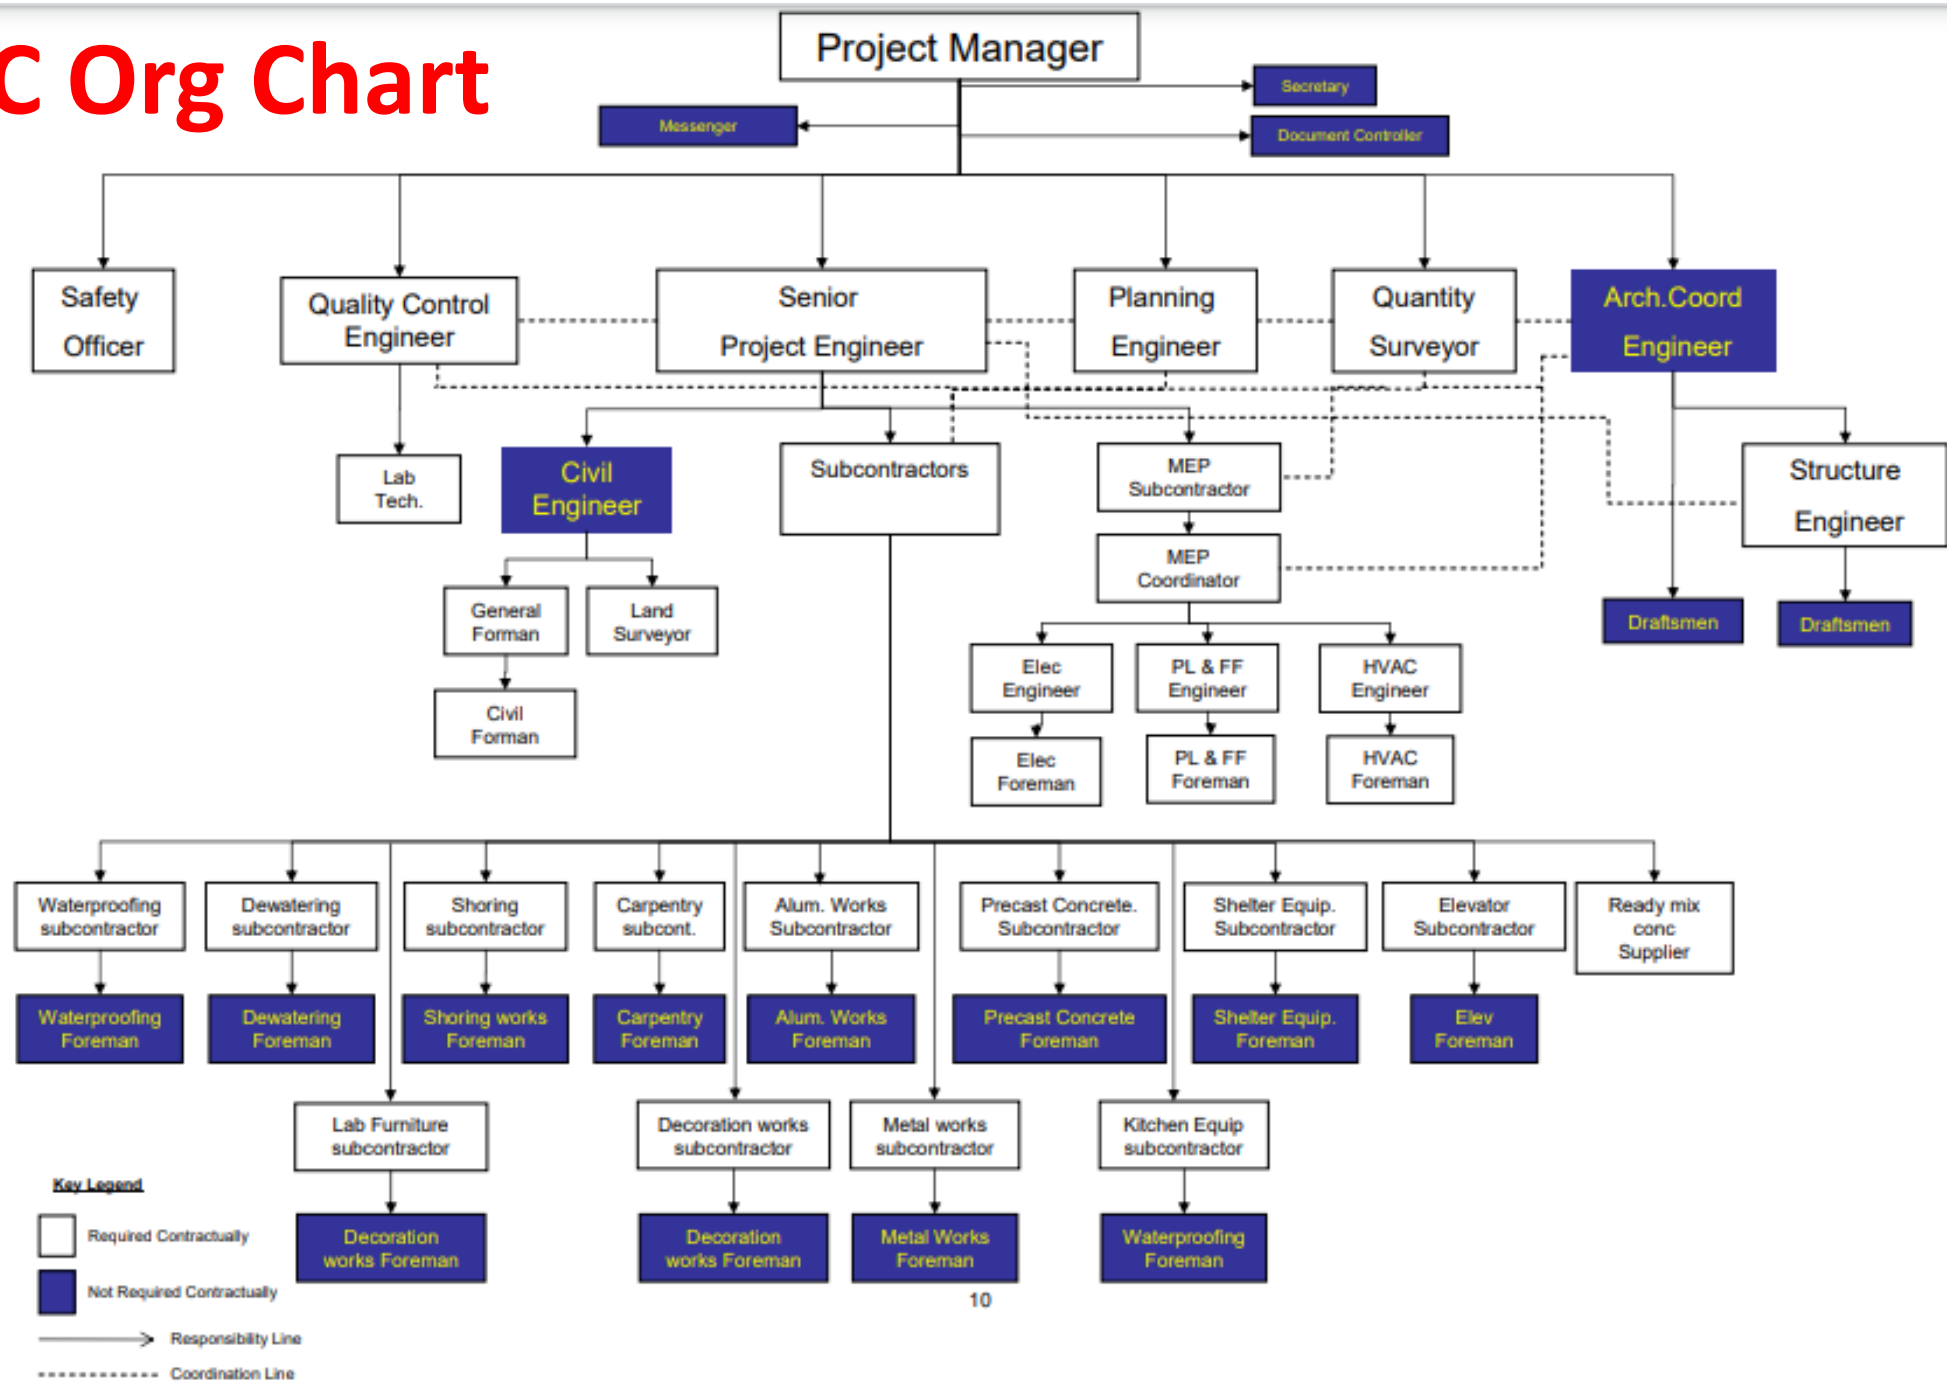 C Org Chart
Project Manager
Secretary
Messenger
Document Controller
Safety
Officer
Quality Control
Engineer
Senior
Project Engineer
Planning
Engineer
Quantity
Surveyor
Arch.Coord
Engineer
Lab
Tech.
Civil
Engineer
Subcontractors
MEP
Subcontractor
Structure
Engineer
MEP
Coordinator
General
Forman
Land
Surveyor
Draftsmen
Draftsmen
Elec
Engineer
PL & FF
Engineer
HVAC
Engineer
Civil
Forman
Elec
Foreman
PL & FF
Foreman
HVAC
Foreman
Waterproofing
subcontractor
Dewatering
subcontractor
Shoring
subcontractor
Carpentry
subcont.
Alum. Works
Subcontractor
Precast Concrete.
Subcontractor
Shelter Equip.
Subcontractor
Elevator
Subcontractor
Ready mix
conc
Supplier
Waterproofing
Foreman
Dewatering
Foreman
Shoring works
Foreman
Carpentry
Foreman
Alum. Works
Foreman
Precast Concrete
Foreman
Shelter Equip.
Foreman
Elev
Foreman
Lab Furniture
subcontractor
Decoration works
subcontractor
Metal works
subcontractor
Kitchen Equip
subcontractor
Decoration
works Foreman
Decoration
works Foreman
Metal Works
Foreman
Waterproofing
Foreman
Key Legend
Required Contractually
Not Required Contractually
Responsibility Line
Coordination Line
10